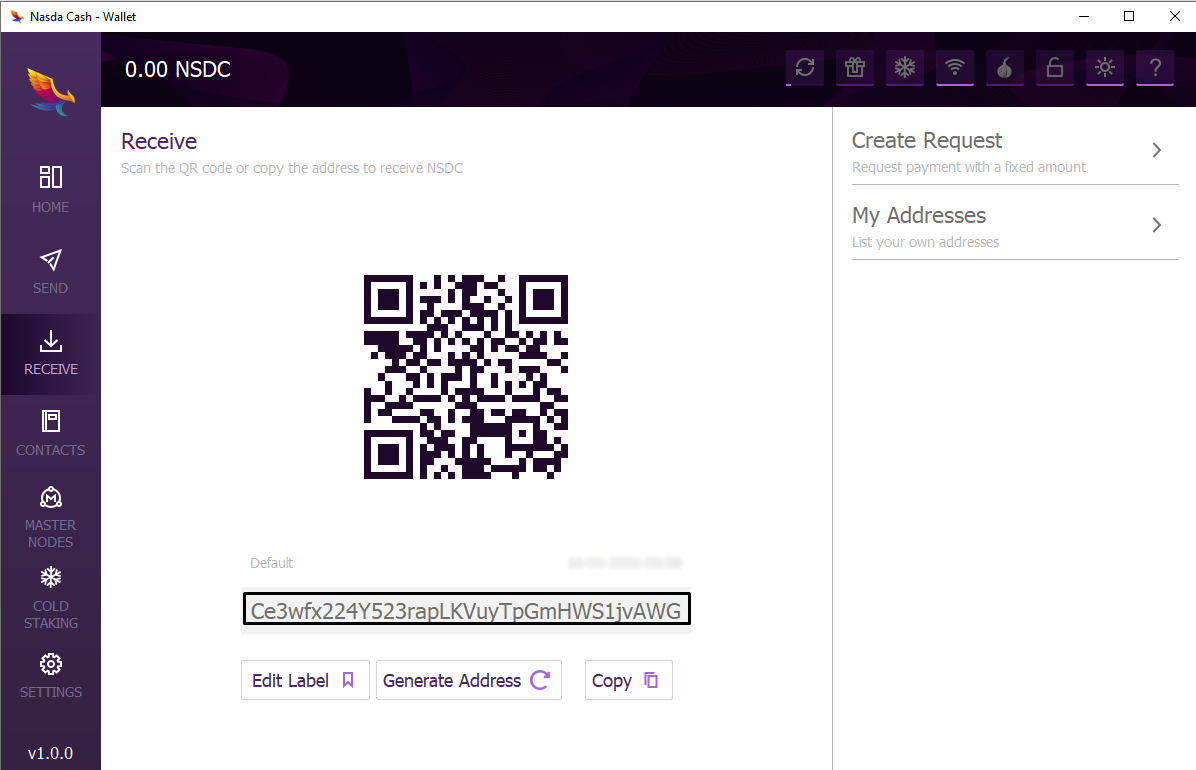 Nasda Cash - Wallet
0.00 NSDC
?
HOME
SEND
RECEIVE
CONTACTS
MASTER
NODES
COLD
STAKING
SETTINGS
v1.0.0
Receive
Scan the QR code or copy the address to receive NSDC
Default
Ce3wfx224Y523rapLKVuyTpGmHWS1jvAWG
Edit Label
Generate Address
Copy
Create Request
Request payment with a fixed amount
My Addresses
List your own addresses